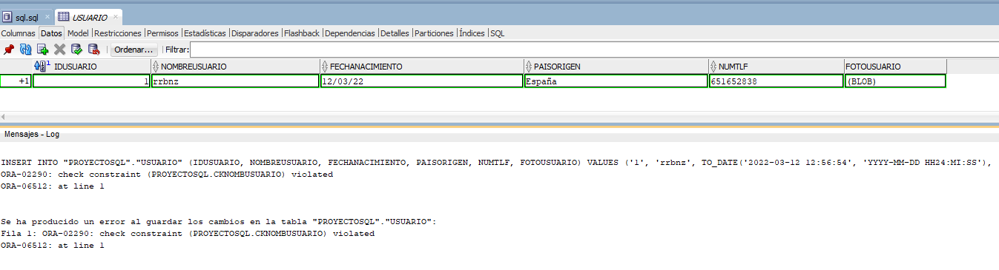 sql.sql USUARIO
Columnas Datos Model Restricciones Permisos Estadísticas Disparadores Flashback Dependencias Detalles Particiones Índices SQL
Ordenar... Filtrar:
IDUSUARIO NOMBREUSUARIO FECHANACIMIENTO PAISORIGEN NUMTLF FOTOUSUARIO
+1 1 rrbnz 12/03/22 España 651652838 (BLOB)
Mensajes - Log
INSERT INTO "PROYECTOSQL"."USUARIO" (IDUSUARIO, NOMBREUSUARIO, FECHANACIMIENTO, PAISORIGEN, NUMTLF, FOTOUSUARIO) VALUES ('1', 'rrbnz', TO_DATE('2022-03-12 12:56:54', 'YYYY-MM-DD HH24:MI:SS'),
ORA-02290: check constraint (PROYECTOSQL.CKNOMBUSUARIO) violated
ORA-06512: at line 1
Se ha producido un error al guardar los cambios en la tabla "PROYECTOSQL"."USUARIO":
Fila 1: ORA-02290: check constraint (PROYECTOSQL.CKNOMBUSUARIO) violated
ORA-06512: at line 1